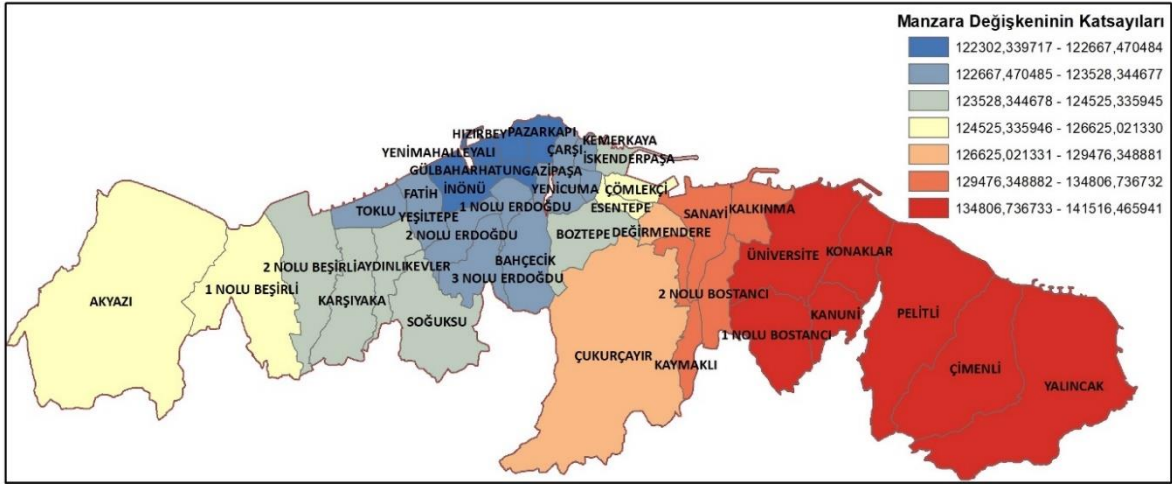 Manzara Değişkeninin Katsayıları
122302,339717 - 122667,470484
122667,470485 - 123528,344677
123528,344678 - 124525,335945
124525,335946 - 126625,021330
126625,021331 - 129476,348881
129476,348882 - 134806,736732
134806,736733 - 141516,465941
HIZIRBEY
PAZARKAPI
KEMERKAYA
YENİMAHALLE
YALI
ÇARŞI
İSKENDERPAŞA
GÜLBAHARHATUN
GAZİPAŞA
FATİH
İNÖNÜ
YENİCUMA
ÇÖMLEKÇİ
TOKLU
YEŞİLTEPE
1 NOLU ERDOĞDU
ESENTEPE
SANAYİ
KALKINMA
2 NOLU ERDOĞDU
BOZTEPE
DEĞİRMENDERE
ÜNİVERSİTE
KONAKLAR
2 NOLU BEŞİRLİ
AYDINLIKEVLER
BAHÇECİK
3 NOLU ERDOĞDU
1 NOLU BEŞİRLİ
AKYAZI
KARŞIYAKA
2 NOLU BOSTANCI
KANUNİ
PELİTLİ
SOĞUKSU
1 NOLU BOSTANCI
ÇUKURÇAYIR
KAYMAKLI
ÇİMENLİ
YALINCAK